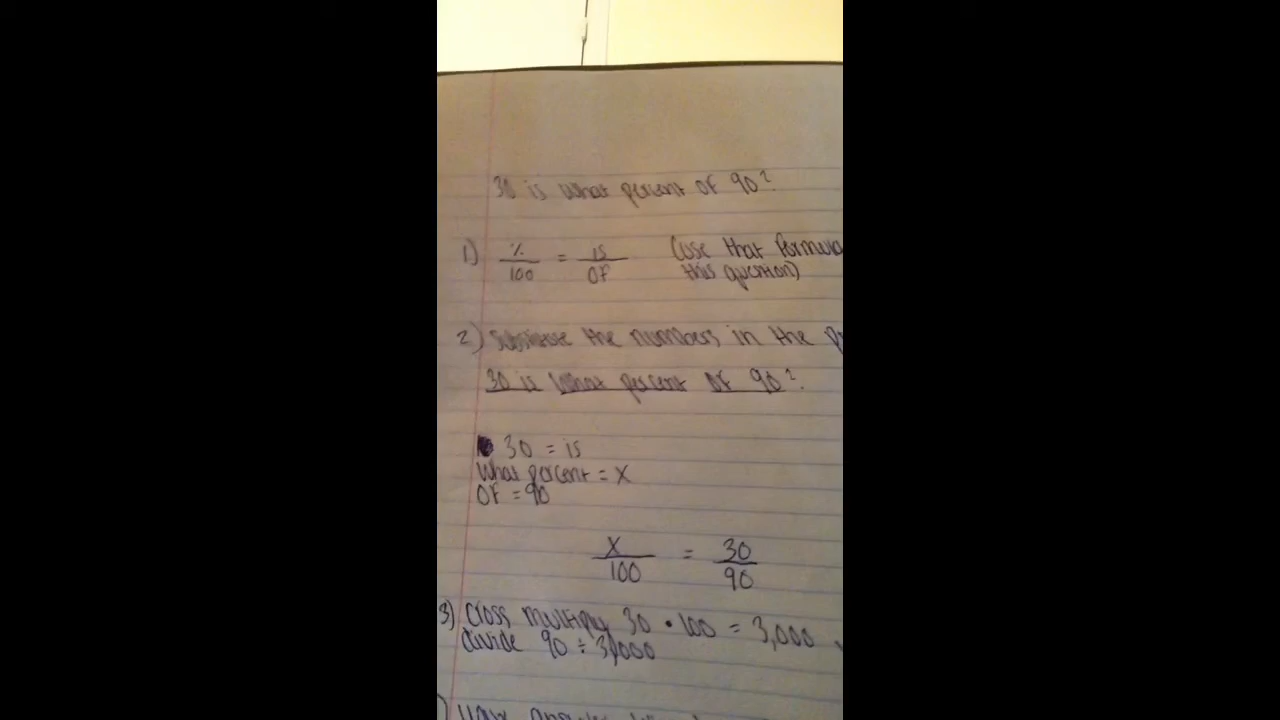 30 is what percent OF 90?
1) %/100 = is/OF (use that Formula
this question)
2) Substitute the numbers in the
30 is what percent OF 90?
30 = is
What percent = X
OF = 90
X/100 = 30/90
3) Cross multiply 30 • 100 = 3,000
divide 90 ÷ 3,000